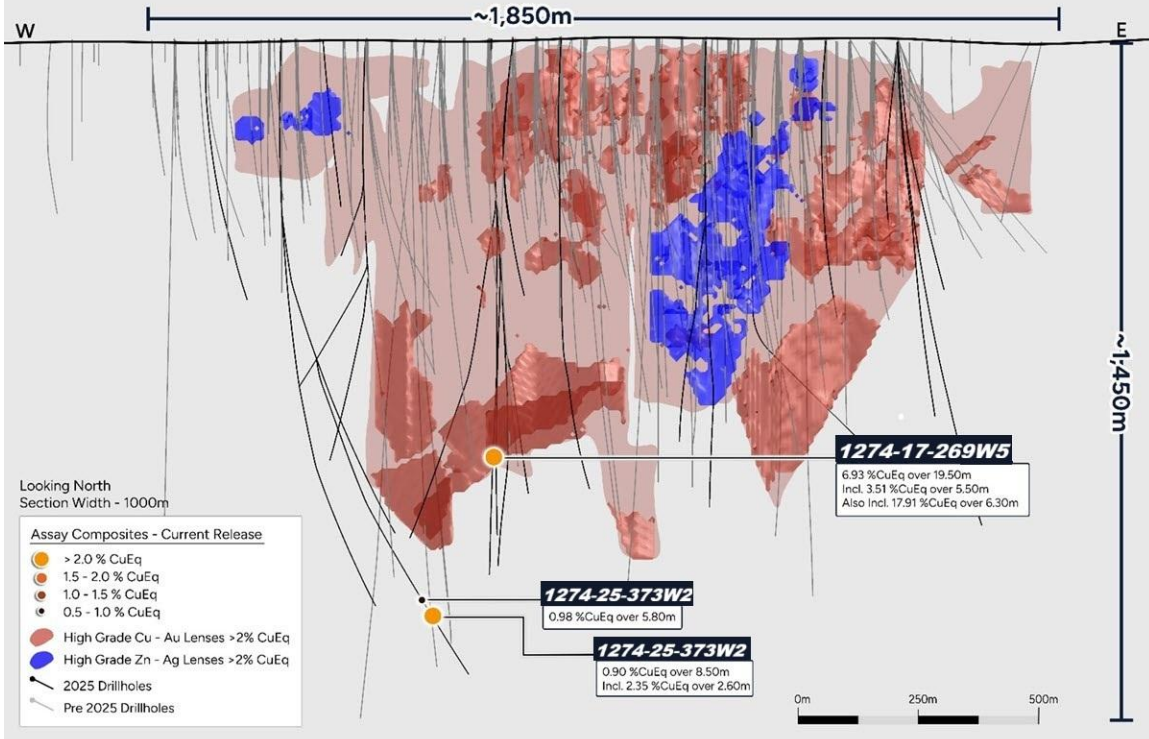 ~1,850m
W
E
~1,450m
1274-17-269W5
6.93 %CuEq over 19.50m
Incl. 3.51 %CuEq over 5.50m
Also Incl. 17.91 %CuEq over 6.30m
Looking North
Section Width - 1000m
Assay Composites - Current Release
> 2.0 % CuEq
1.5 - 2.0 % CuEq
1.0 - 1.5 % CuEq
0.5 - 1.0 % CuEq
High Grade Cu - Au Lenses >2% CuEq
High Grade Zn - Ag Lenses >2% CuEq
2025 Drillholes
Pre 2025 Drillholes
1274-25-373W2
0.98 %CuEq over 5.80m
1274-25-373W2
0.90 %CuEq over 8.50m
Incl. 2.35 %CuEq over 2.60m
0m 250m 500m